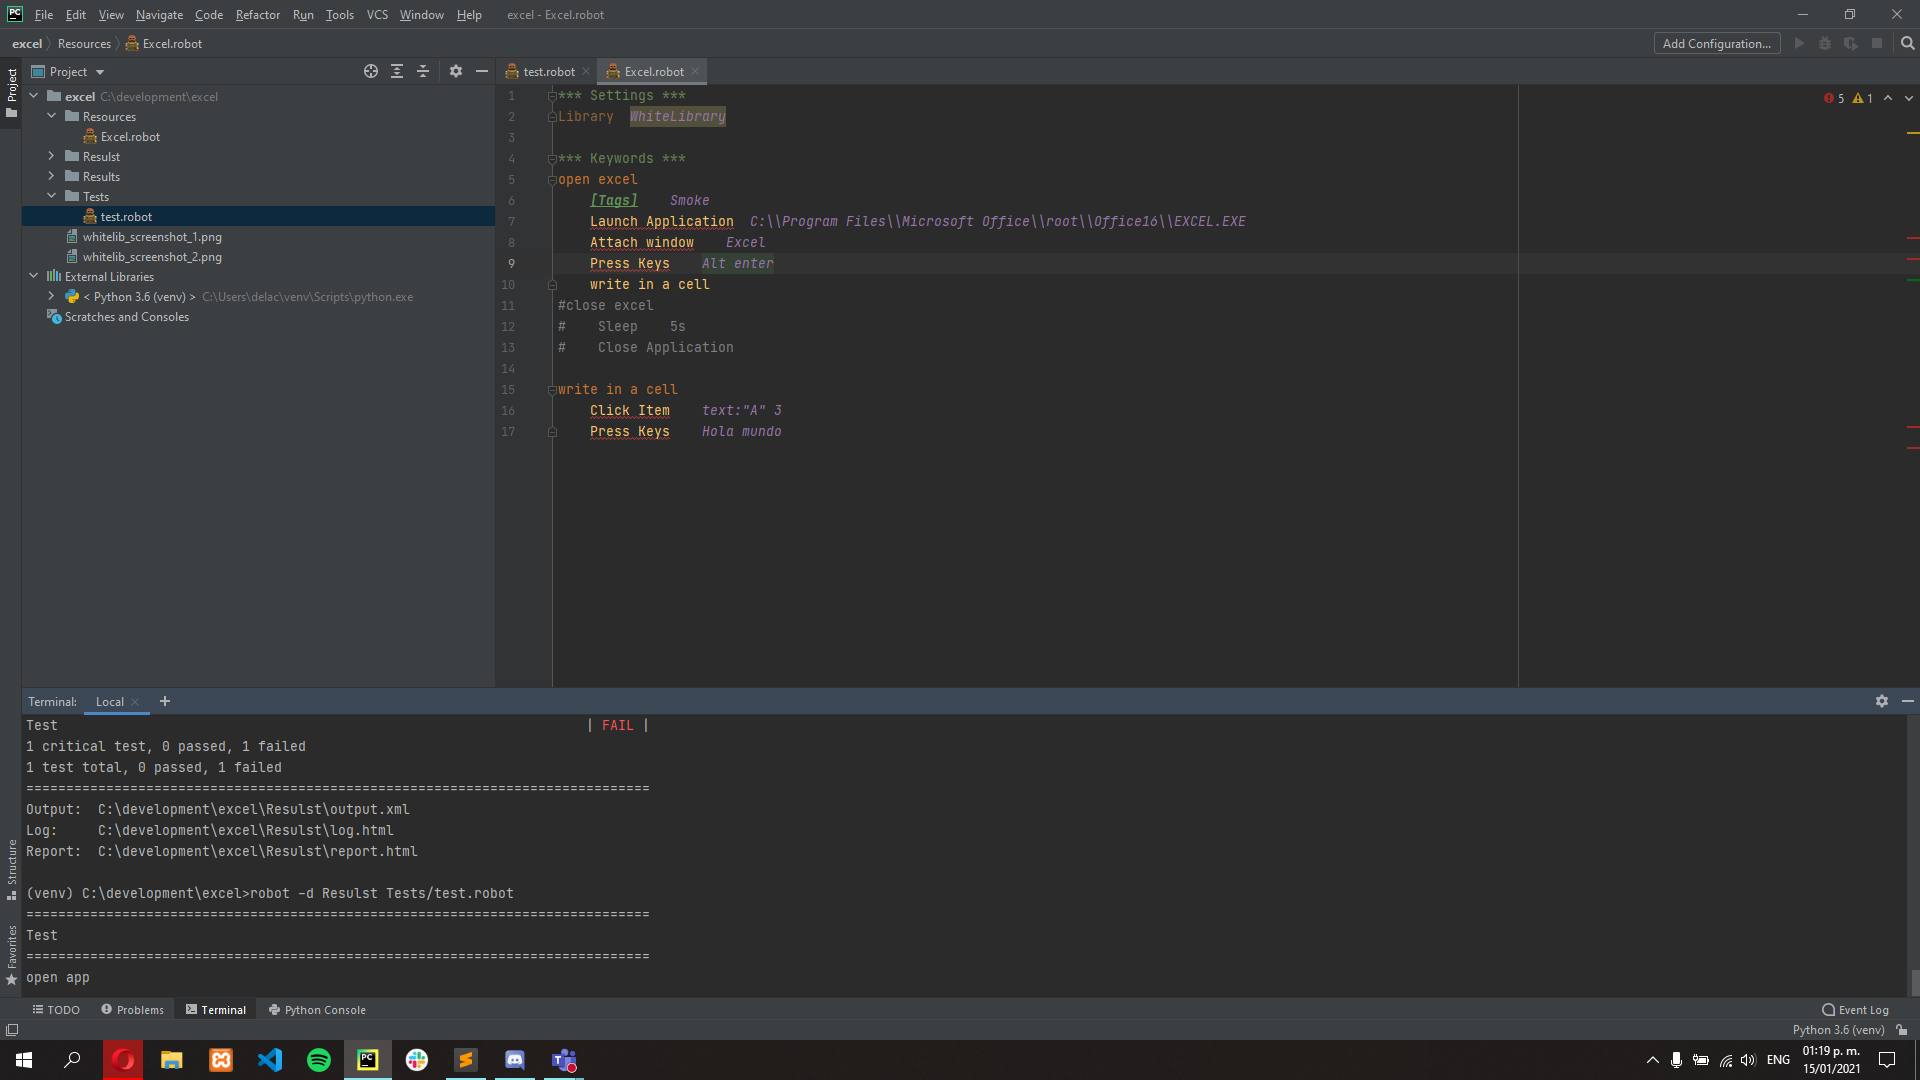 File Edit View Navigate Code Refactor Run Tools VCS Window Help excel - Excel.robot
excel Resources Excel.robot
Add Configuration...
Project
Project
excel C:\development\excel
Resources
Excel.robot
Resulst
Results
Tests
test.robot
whitelib_screenshot_1.png
whitelib_screenshot_2.png
External Libraries
< Python 3.6 (venv) > C:\Users\delac\venv\Scripts\python.exe
Scratches and Consoles
test.robot Excel.robot
5 1
1 *** Settings ***
2 Library  WhiteLibrary
3
4 *** Keywords ***
5 open excel
6 [Tags]    Smoke
7 Launch Application  C:\\Program Files\\Microsoft Office\\root\\Office16\\EXCEL.EXE
8 Attach window    Excel
9 Press Keys    Alt enter
10 write in a cell
11 #close excel
12 #    Sleep    5s
13 #    Close Application
14
15 write in a cell
16 Click Item    text:"A" 3
17 Press Keys    Hola mundo
Terminal: Local
Test | FAIL |
1 critical test, 0 passed, 1 failed
1 test total, 0 passed, 1 failed
==============================================================================
Output:  C:\development\excel\Resulst\output.xml
Log:     C:\development\excel\Resulst\log.html
Report:  C:\development\excel\Resulst\report.html
(venv) C:\development\excel>robot -d Resulst Tests/test.robot
==============================================================================
Test
==============================================================================
open app
Structure
Favorites
TODO Problems Terminal Python Console
Event Log
Python 3.6 (venv)
PC
ENG
01:19 p. m.
15/01/2021